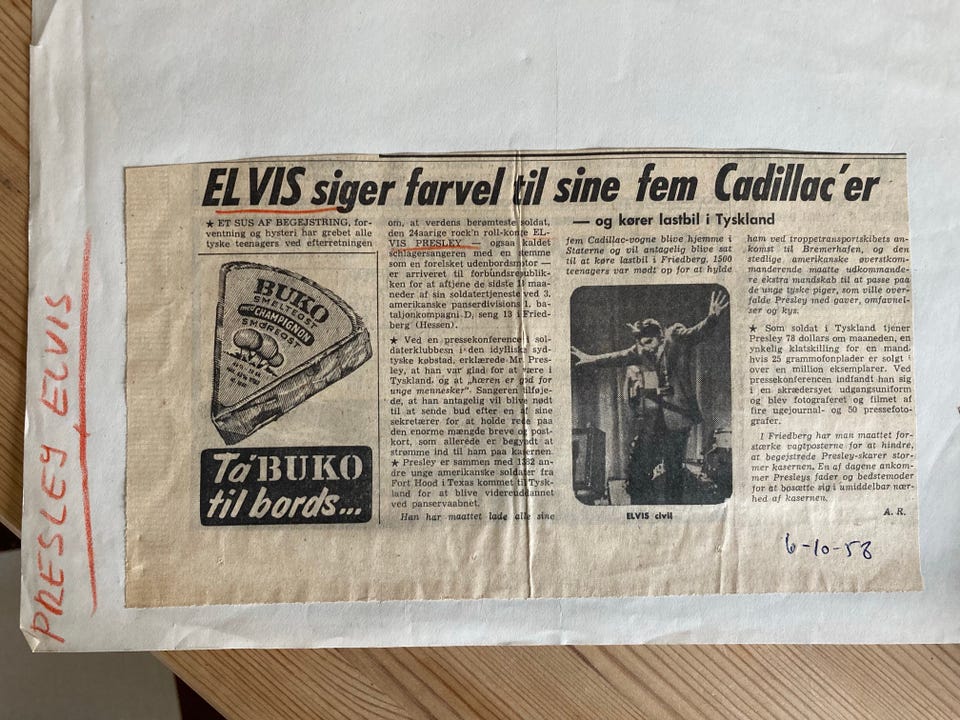 PRESLEY ELVIS
ELVIS siger farvel til sine fem Cadillac'er
— og kører lastbil i Tyskland
★ ET SUS AF BEGEJSTRING, for-
ventning og hysteri har grebet alle
tyske teenagers ved efterretningen
BUKO
SMELTEOST
MED CHAMPIGNON
SMØREOST
Ta' BUKO
til bords...
om, at verdens berømteste soldat,
den 24aarige rock'n roll-konge EL-
VIS PRESLEY — ogsaa kaldet
schlagersangeren med en stemme
som en forelsket udenbordsmotor —
er arriveret til forbundsrepublik-
ken for at aftjene de sidste maa-
neder af sin soldatertjeneste ved 3.
amerikanske panserdivisions 1. ba-
taljonkompagni D, seng 13 i Fried-
berg (Hessen).
★ Ved en pressekonference i sol-
daterklubben i den idylliske syd-
tyske købstad, erklærede Mr. Pres-
ley, at han var glad for at være i
Tyskland, og at „hæren er god for
unge mennesker". Sangeren tilføje-
de, at han antagelig vil blive nødt
til at sende bud efter en af sine
sekretærer for at holde rede paa
den enorme mængde breve og post-
kort, som allerede er begyndt at
strømme ind til ham paa kasernen.
★ Presley er sammen med 1382 an-
dre unge amerikanske soldater fra
Fort Hood i Texas kommet til Tysk-
land for at blive videreuddannet
ved panservaabnet.
Han har maattet lade alle sine
fem Cadillac-vogne blive hjemme i
Staterne og vil antagelig blive sat
til at køre lastbil i Friedberg. 1500
teenagers var mødt op for at hylde
ELVIS civil
ham ved troppetransportskibets an-
komst til Bremerhafen, og den
stedlige amerikanske øverstkom-
manderende maatte udkommande-
re ekstra mandskab til at passe paa
de unge tyske piger, som ville over-
falde Presley med gaver, omfavnel-
ser og kys.
★ Som soldat i Tyskland tjener
Presley 78 dollars om maaneden, en
ynkelig klatskilling for en mand,
hvis 25 grammofonplader er solgt i
over en million eksemplarer. Ved
pressekonferencen indfandt han sig
i en skrædersyet udgangsuniform
og blev fotograferet og filmet af
fire ugejournal- og 50 pressefoto-
grafer.
I Friedberg har man maattet for-
stærke vagtposterne for at hindre,
at begejstrede Presley-skarer stor-
mer kasernen. En af dagene ankom-
mer Presleys fader og bedstemoder
for at bosætte sig i umiddelbar nær-
hed af kasernen.
A. R.
6-10-58